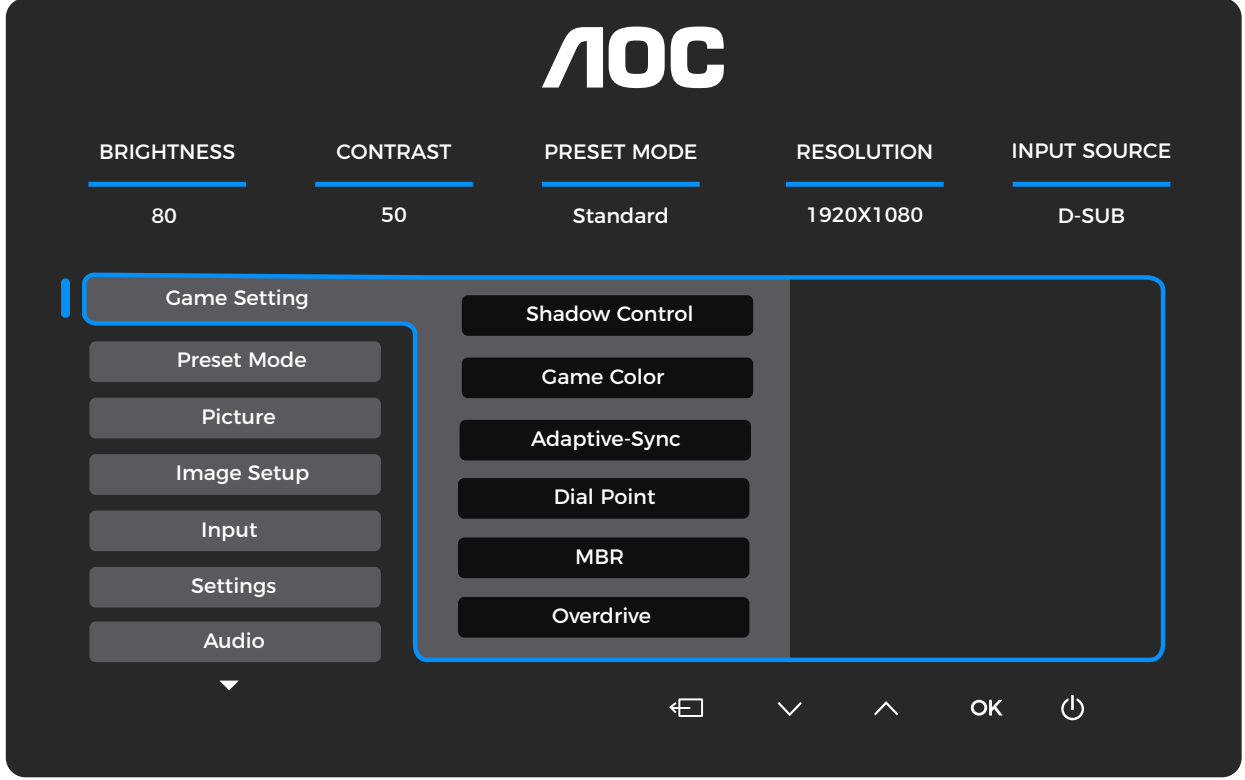 AOC
BRIGHTNESS CONTRAST PRESET MODE RESOLUTION INPUT SOURCE
80 50 Standard 1920X1080 D-SUB
Game Setting
Preset Mode
Picture
Image Setup
Input
Settings
Audio
Shadow Control
Game Color
Adaptive-Sync
Dial Point
MBR
Overdrive
OK